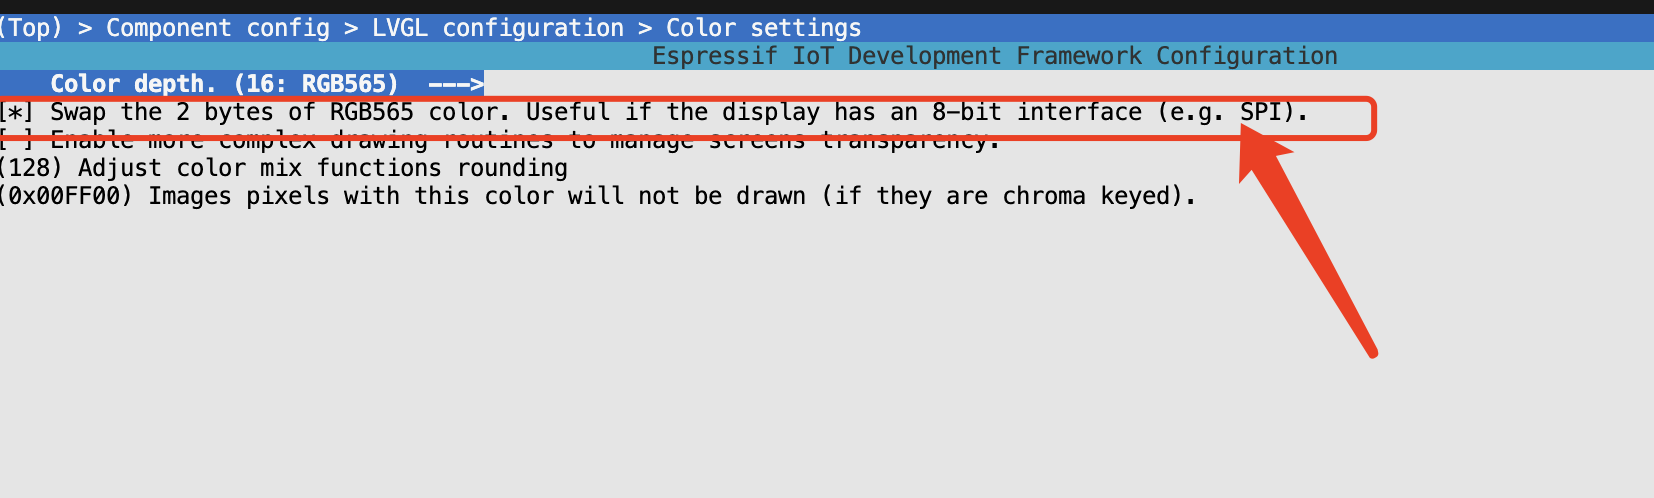 (Top) > Component config > LVGL configuration > Color settings
Espressif IoT Development Framework Configuration
Color depth. (16: RGB565)  --->
[*] Swap the 2 bytes of RGB565 color. Useful if the display has an 8-bit interface (e.g. SPI).
[ ] Enable more complex drawing routines to manage screens transparency.
(128) Adjust color mix functions rounding
(0x00FF00) Images pixels with this color will not be drawn (if they are chroma keyed).